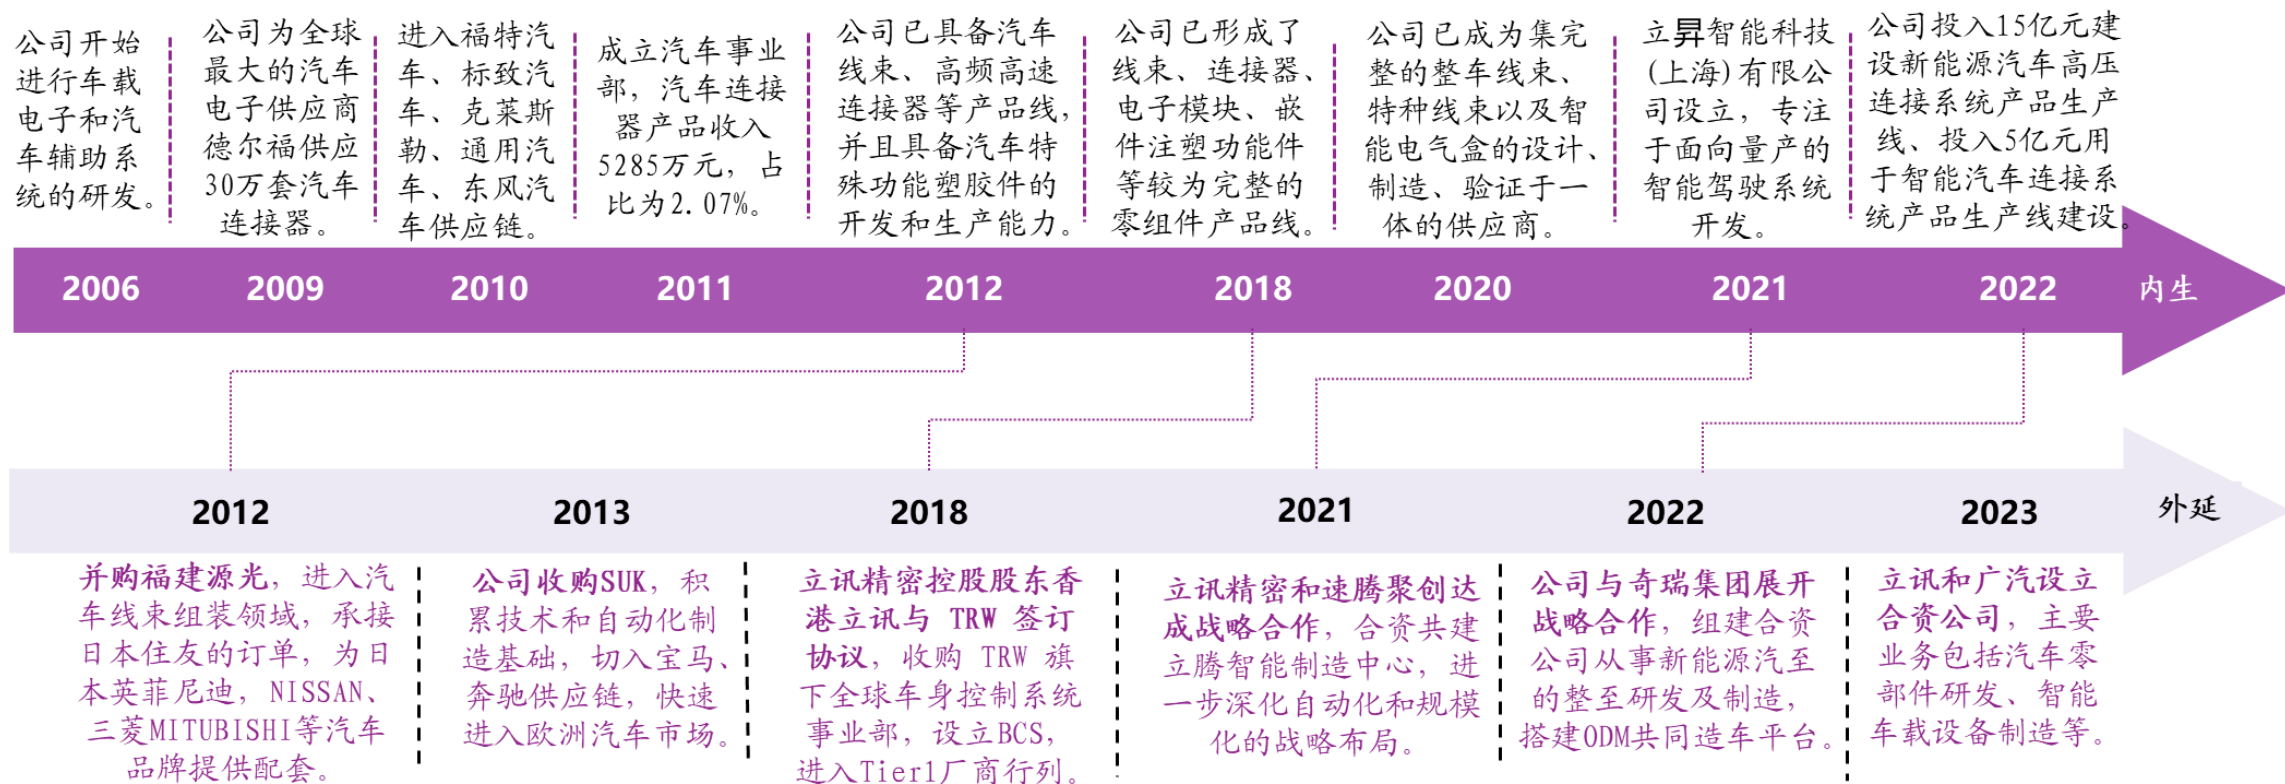 公司开始
进行车载
电子和汽
车辅助系
统的研发。
公司为全球
最大的汽车
电子供应商
德尔福供应
30万套汽车
连接器。
进入福特汽
车、标致汽
车、克莱斯
勒、通用汽
车、东风汽
车供应链。
成立汽车事业
部，汽车连接
器产品收入
5285万元，占
比为2.07%。
公司已具备汽车
线束、高频高速
连接器等产品线，
并且具备汽车特
殊功能塑胶件的
开发和生产能力。
公司已形成了
线束、连接器、
电子模块、嵌
件注塑功能件
等较为完整的
零组件产品线。
公司已成为集完
整的整车线束、
特种线束以及智
能电气盒的设计、
制造、验证于一
体的供应商。
立昇智能科技
(上海)有限公
司设立，专注
于面向量产的
智能驾驶系统
开发。
公司投入15亿元建
设新能源汽车高压
连接系统产品生产
线、投入5亿元用
于智能汽车连接系
统产品生产线建设。
2006
2009
2010
2011
2012
2018
2020
2021
2022
内生
2012
2013
2018
2021
2022
2023
外延
并购福建源光，进入汽
车线束组装领域，承接
日本住友的订单，为日
本英菲尼迪，NISSAN、
三菱MITUBISHI等汽车
品牌提供配套。
公司收购SUK，积
累技术和自动化制
造基础，切入宝马、
奔驰供应链，快速
进入欧洲汽车市场。
立讯精密控股股东香
港立讯与 TRW 签订
协议，收购 TRW 旗
下全球车身控制系统
事业部，设立BCS，
进入Tier1厂商行列。
立讯精密和速腾聚创达
成战略合作，合资共建
立腾智能制造中心，进
一步深化自动化和规模
化的战略布局。
公司与奇瑞集团展开
战略合作，组建合资
公司从事新能源汽至
的整至研发及制造，
搭建ODM共同造车平台。
立讯和广汽设立
合资公司，主要
业务包括汽车零
部件研发、智能
车载设备制造等。